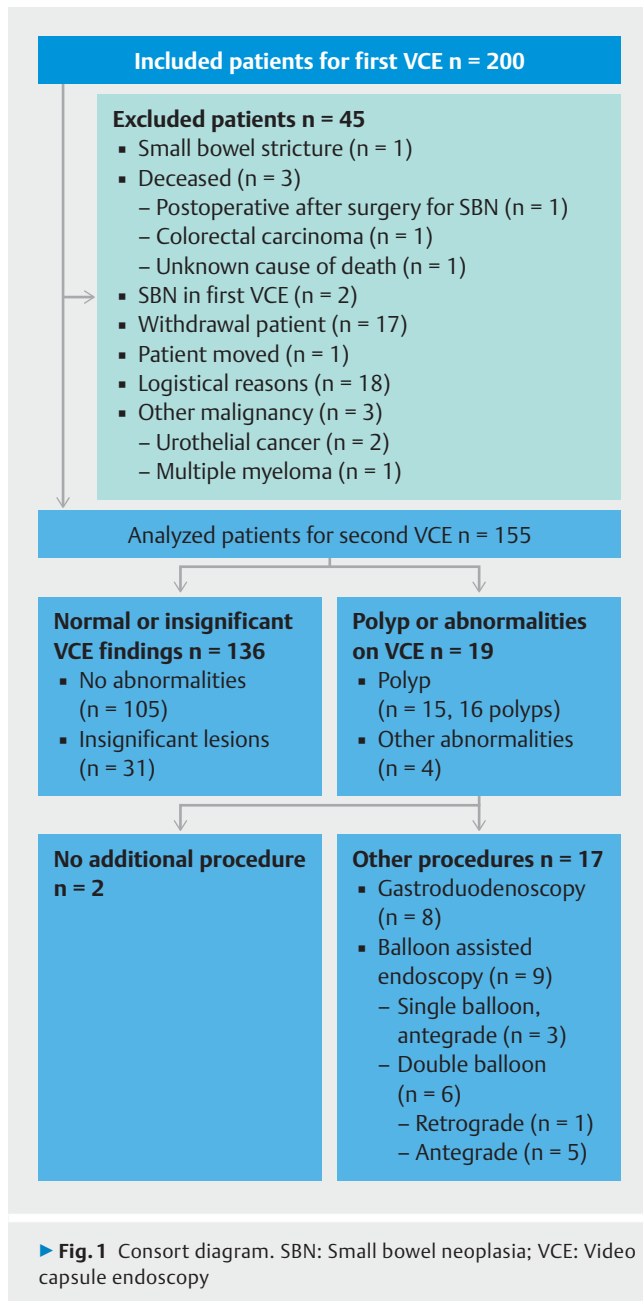 Included patients for first VCE n = 200
Excluded patients n = 45
▪ Small bowel stricture (n = 1)
▪ Deceased (n = 3)
– Postoperative after surgery for SBN (n = 1)
– Colorectal carcinoma (n = 1)
– Unknown cause of death (n = 1)
▪ SBN in first VCE (n = 2)
▪ Withdrawal patient (n = 17)
▪ Patient moved (n = 1)
▪ Logistical reasons (n = 18)
▪ Other malignancy (n = 3)
– Urothelial cancer (n = 2)
– Multiple myeloma (n = 1)
Analyzed patients for second VCE n = 155
Normal or insignificant
VCE findings n = 136
▪ No abnormalities
(n = 105)
▪ Insignificant lesions
(n = 31)
Polyp or abnormalities
on VCE n = 19
▪ Polyp
(n = 15, 16 polyps)
▪ Other abnormalities
(n = 4)
No additional procedure
n = 2
Other procedures n = 17
▪ Gastroduodenoscopy
(n = 8)
▪ Balloon assisted
endoscopy (n = 9)
– Single balloon,
antegrade (n = 3)
– Double balloon
(n = 6)
– Retrograde (n = 1)
– Antegrade (n = 5)
▶ Fig. 1 Consort diagram. SBN: Small bowel neoplasia; VCE: Video
capsule endoscopy